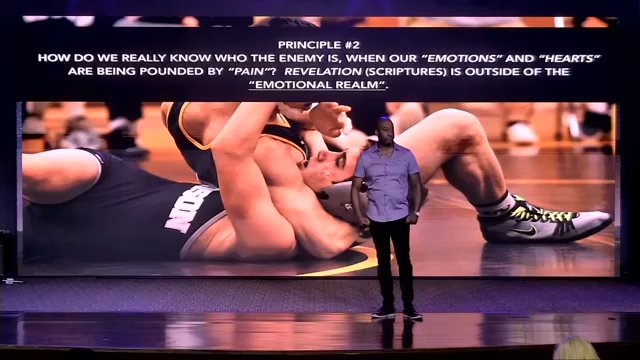 PRINCIPLE #2
HOW DO WE REALLY KNOW WHO THE ENEMY IS, WHEN OUR "EMOTIONS" AND "HEARTS"
ARE BEING POUNDED BY "PAIN"? REVELATION (SCRIPTURES) IS OUTSIDE OF THE
"EMOTIONAL REALM".